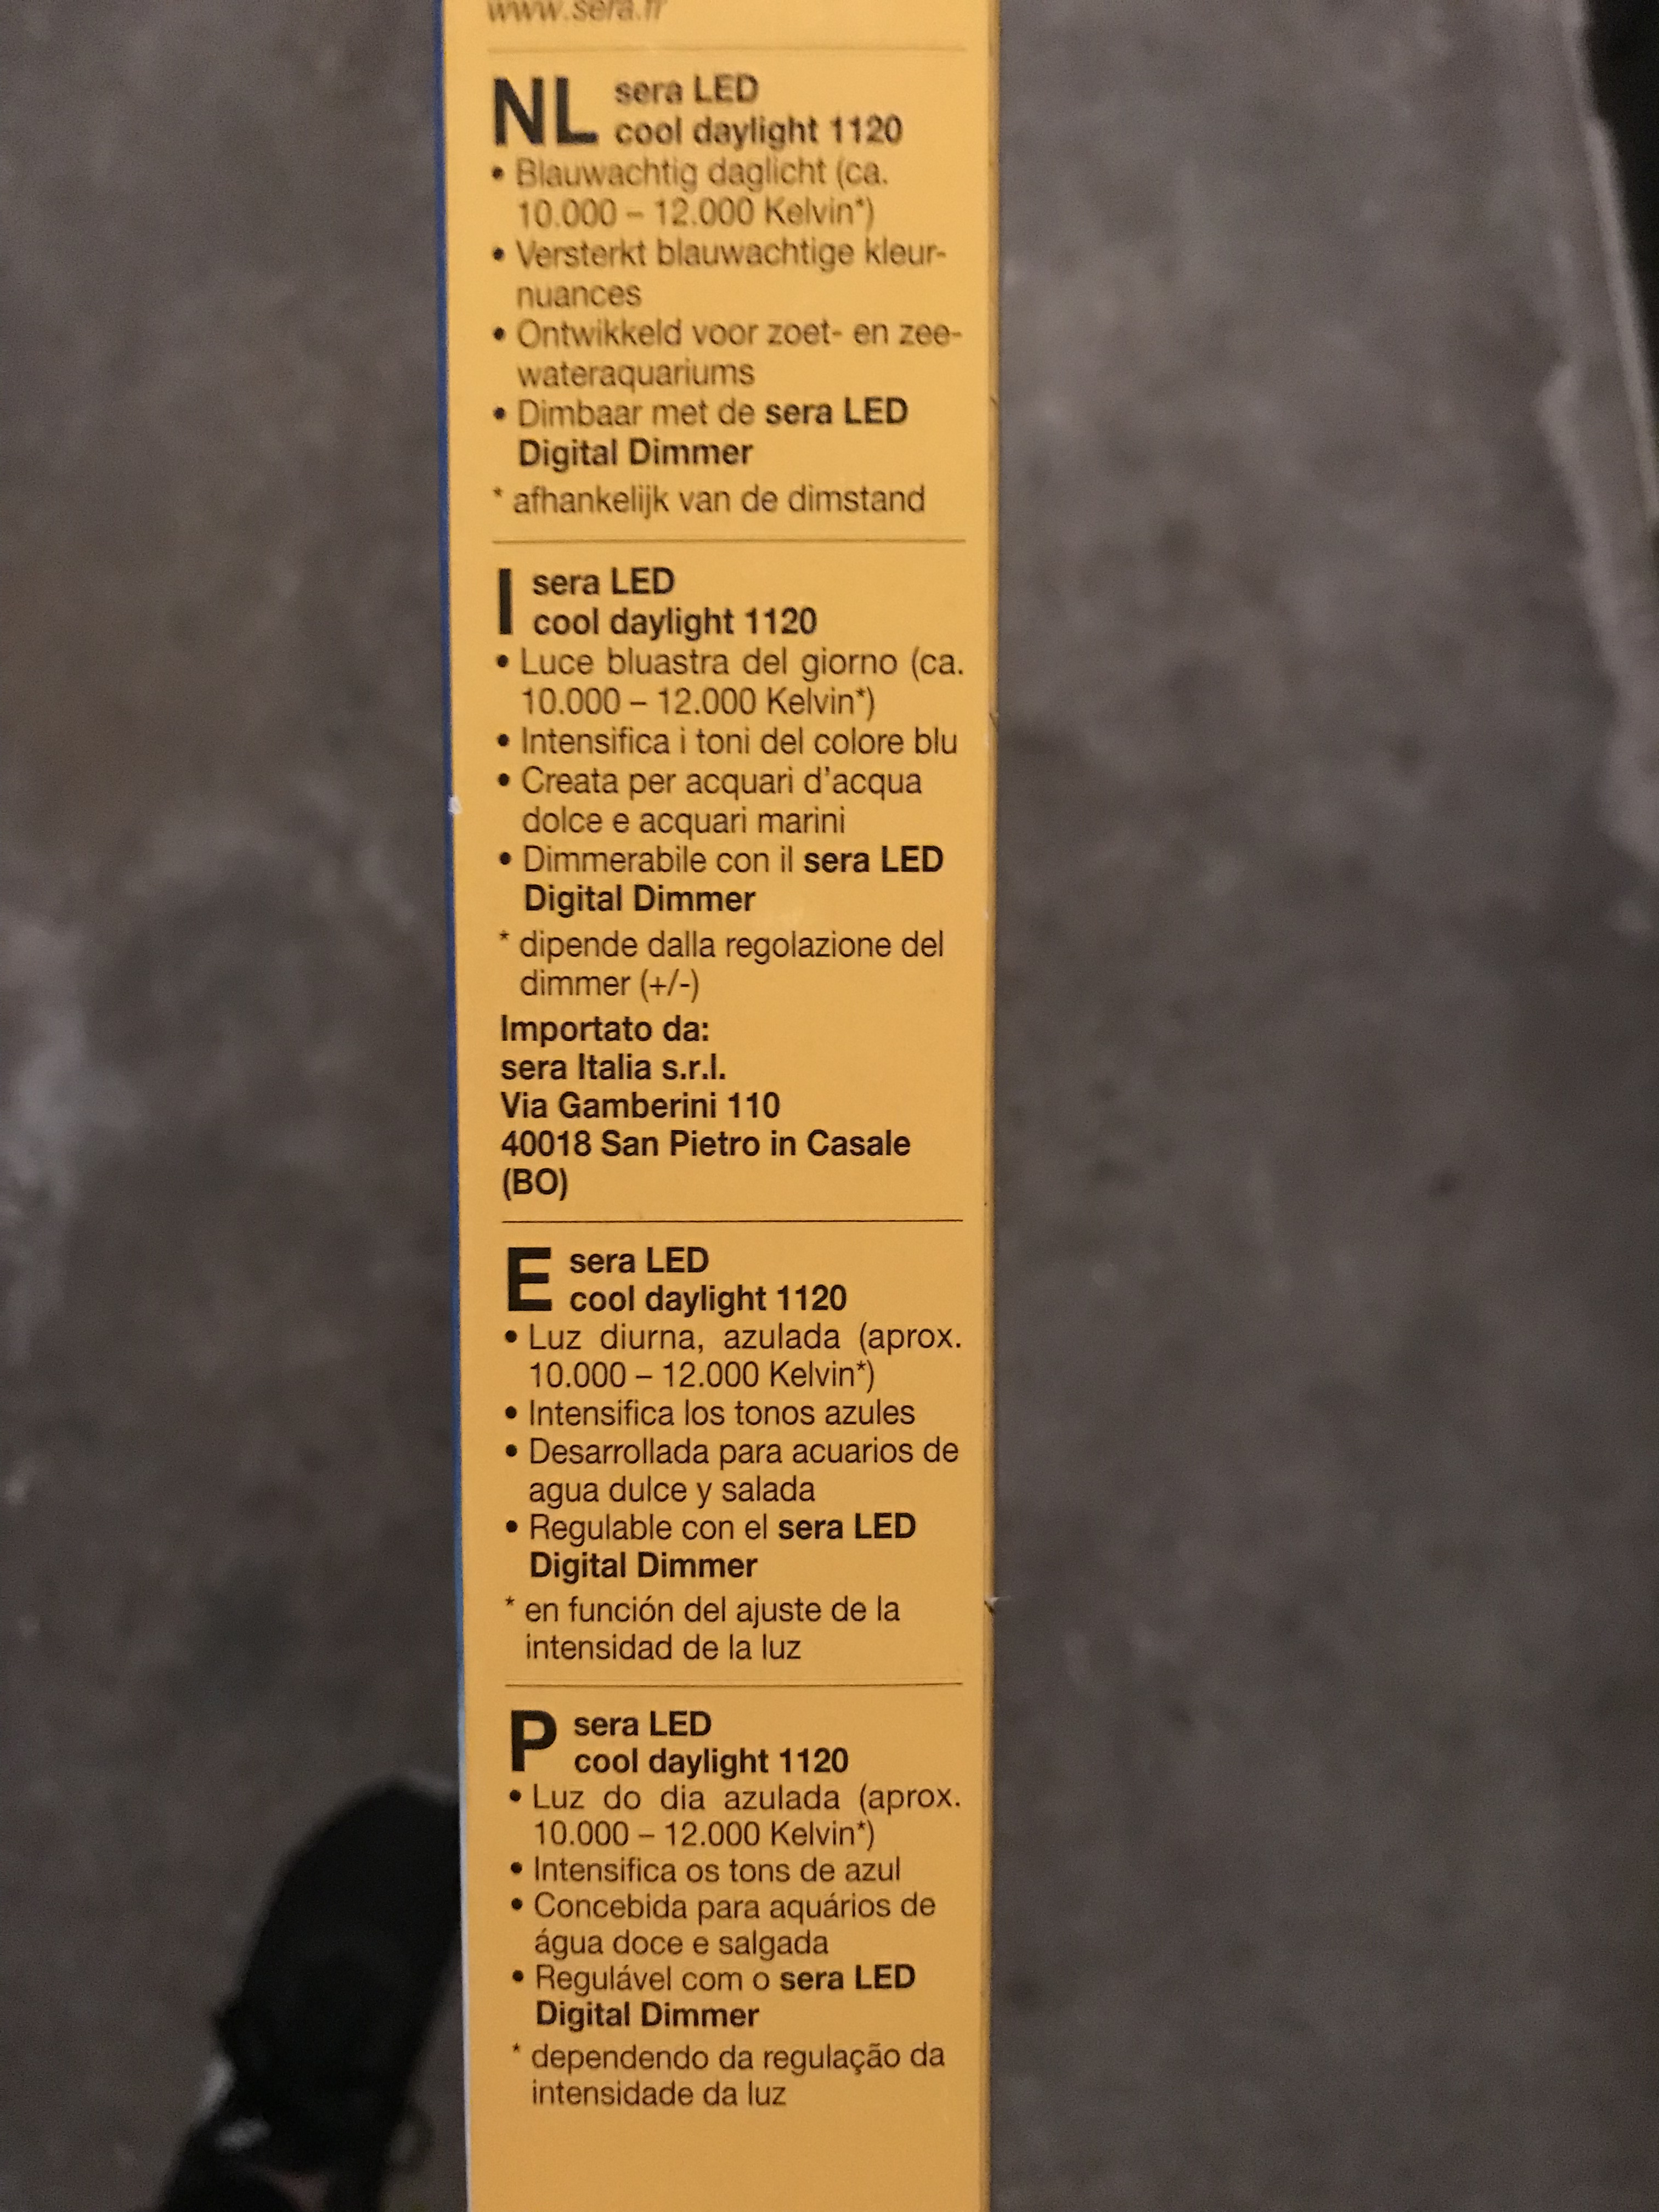 www.sera.fr
NL sera LED
cool daylight 1120
• Blauwachtig daglicht (ca.
10.000 – 12.000 Kelvin*)
• Versterkt blauwachtige kleur-
nuances
• Ontwikkeld voor zoet- en zee-
wateraquariums
• Dimbaar met de sera LED
Digital Dimmer
* afhankelijk van de dimstand
I sera LED
cool daylight 1120
• Luce bluastra del giorno (ca.
10.000 – 12.000 Kelvin*)
• Intensifica i toni del colore blu
• Creata per acquari d'acqua
dolce e acquari marini
• Dimmerabile con il sera LED
Digital Dimmer
* dipende dalla regolazione del
dimmer (+/-)
Importato da:
sera Italia s.r.l.
Via Gamberini 110
40018 San Pietro in Casale
(BO)
E sera LED
cool daylight 1120
• Luz diurna, azulada (aprox.
10.000 – 12.000 Kelvin*)
• Intensifica los tonos azules
• Desarrollada para acuarios de
agua dulce y salada
• Regulable con el sera LED
Digital Dimmer
* en función del ajuste de la
intensidad de la luz
P sera LED
cool daylight 1120
• Luz do dia azulada (aprox.
10.000 – 12.000 Kelvin*)
• Intensifica os tons de azul
• Concebida para aquários de
água doce e salgada
• Regulável com o sera LED
Digital Dimmer
* dependendo da regulação da
intensidade da luz